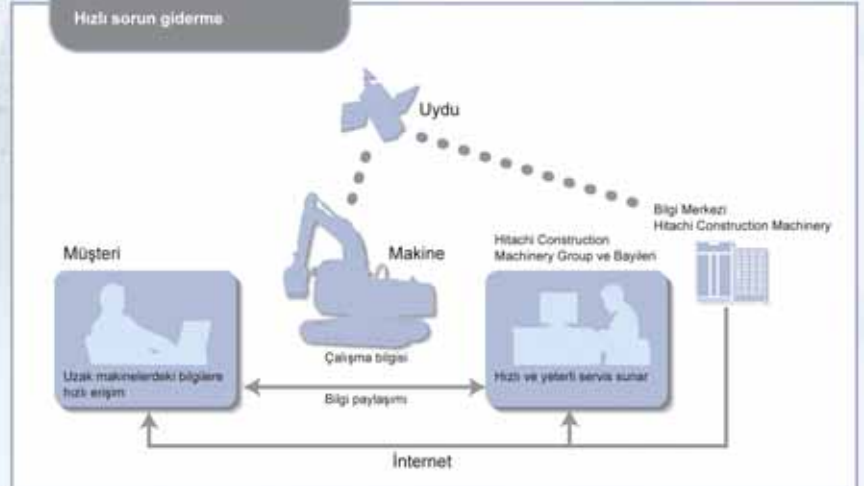 Hızlı sorun giderme
Uydu
Bilgi Merkezi
Hitachi Construction Machinery
Müşteri
Makine
Hitachi Construction
Machinery Group ve Bayileri
Çalışma bilgisi
Uzak makinelerdeki bilgilere
hızlı erişim
Hızlı ve yeterli servis sunar
Bilgi paylaşımı
İnternet